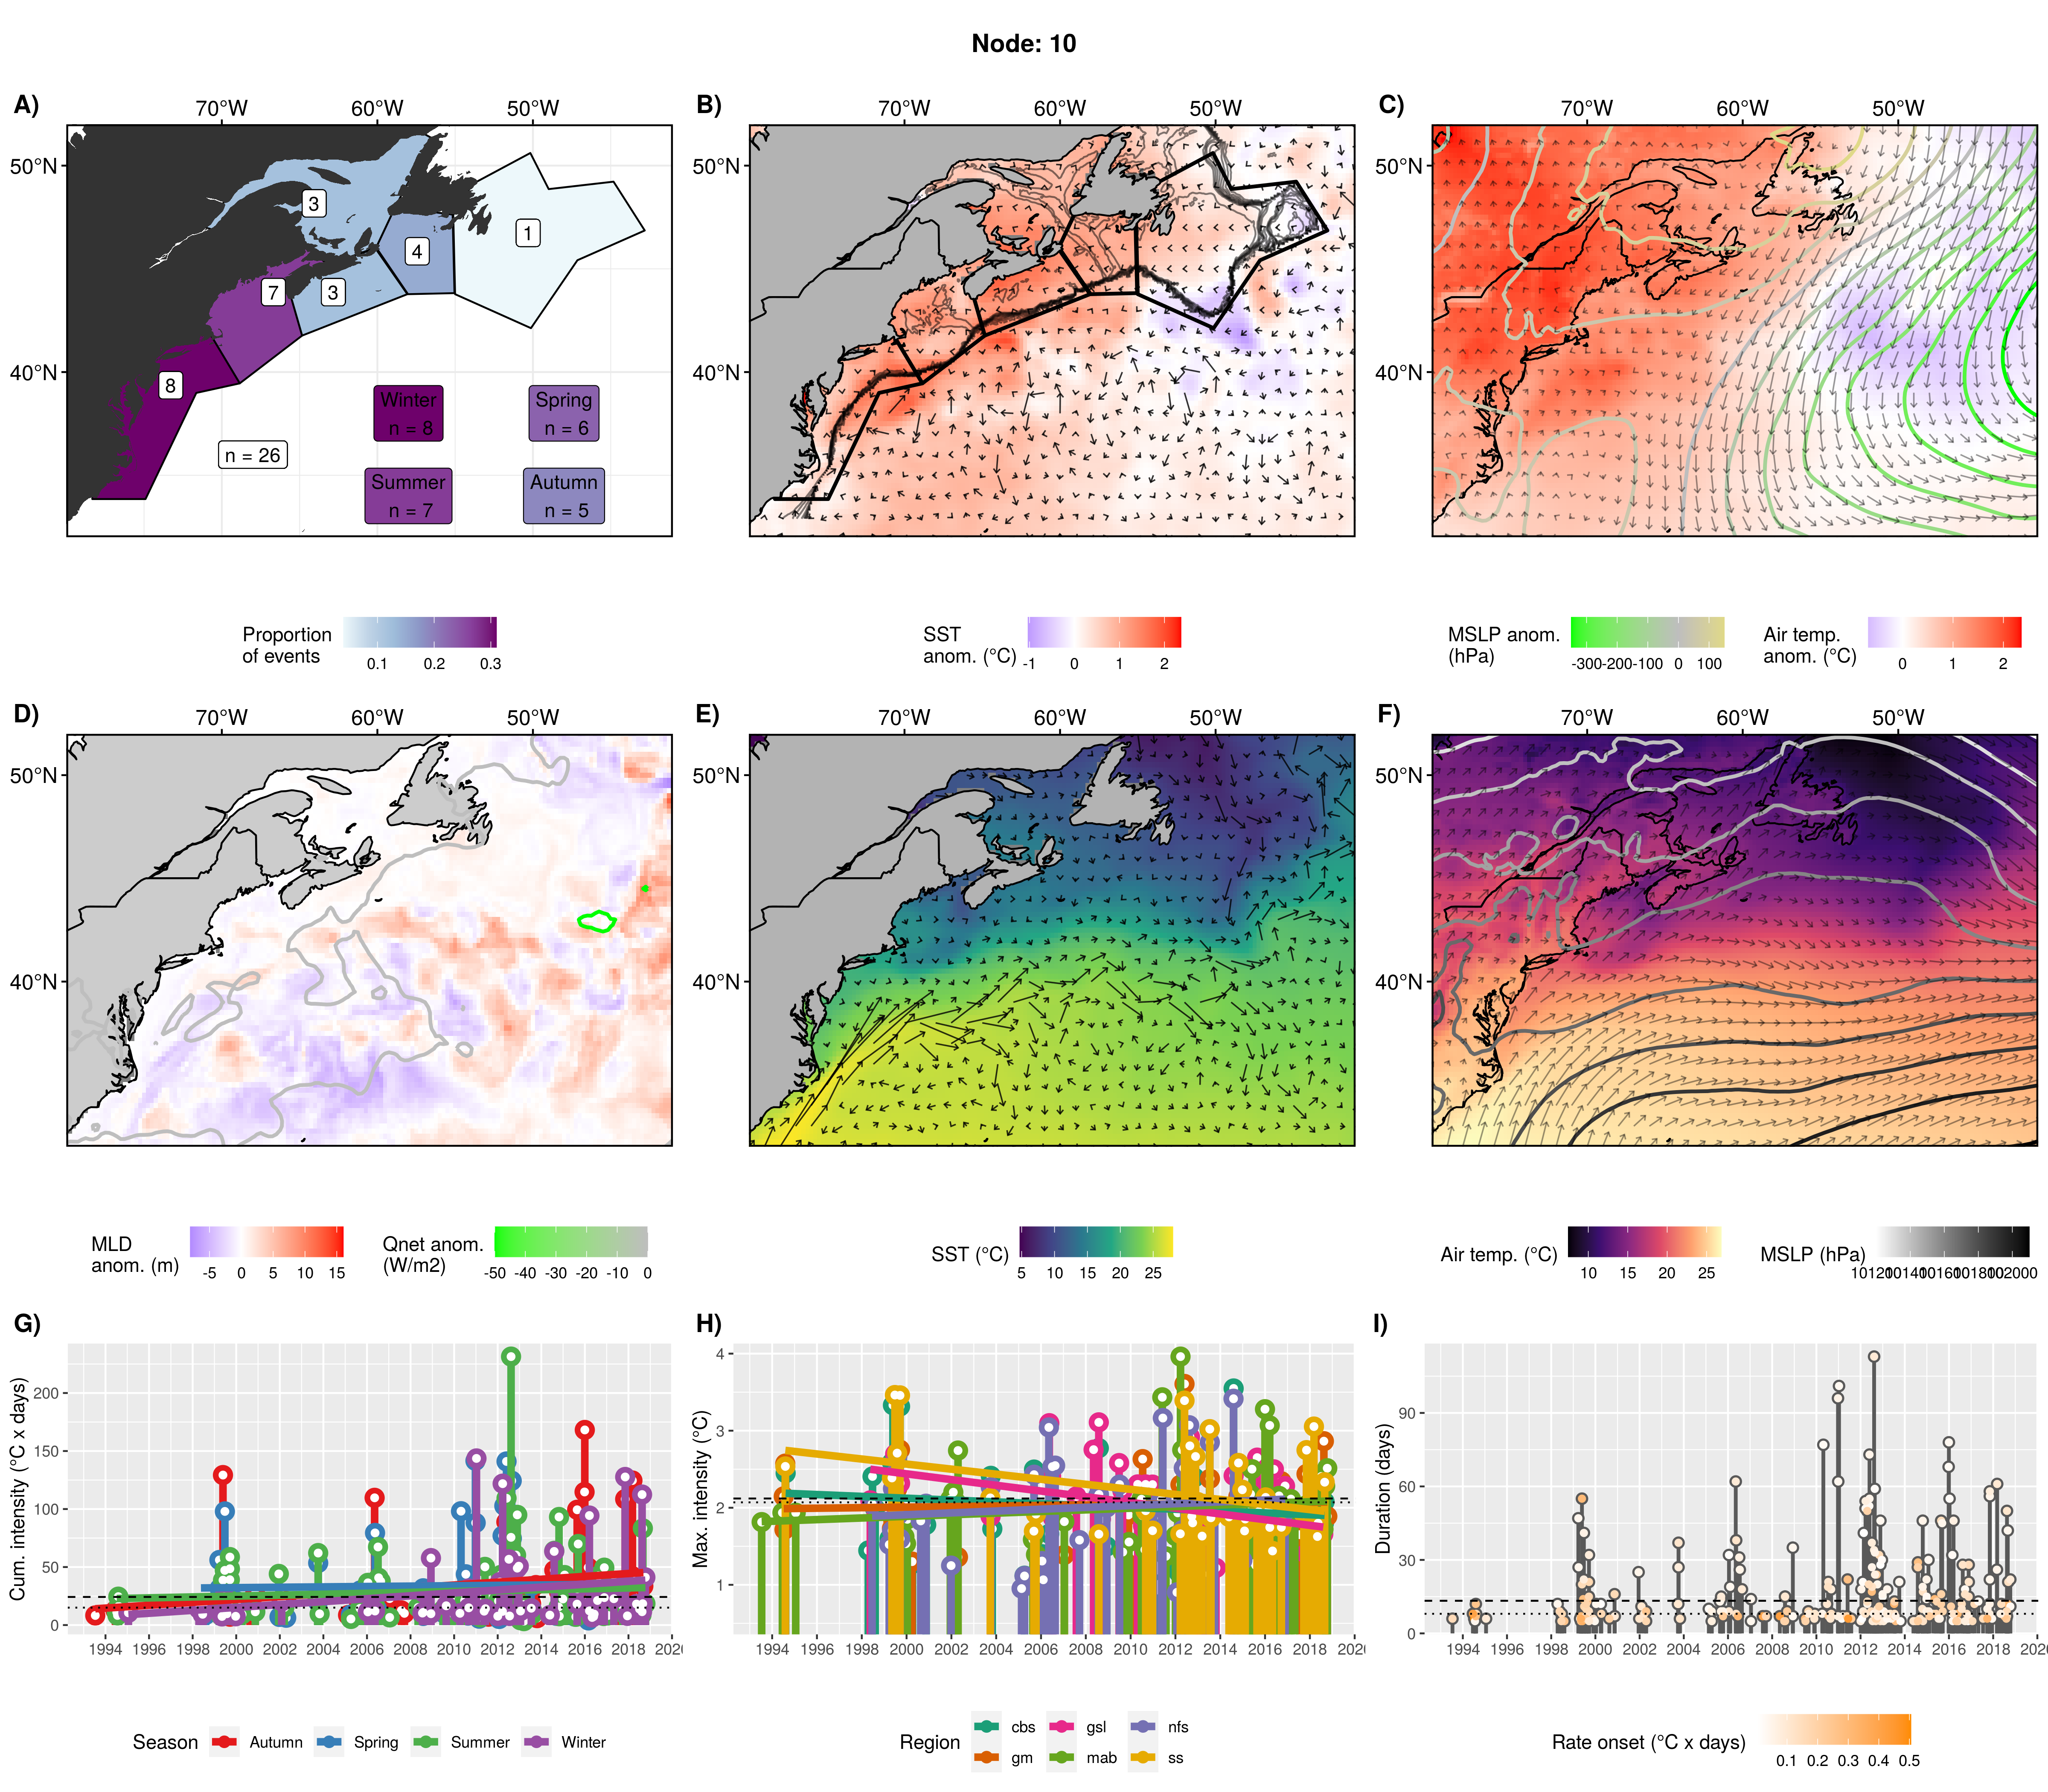 Node: 10
A)
70°W
60°W
50°W
50°N
40°N
3
4
1
7
3
8
n = 26
Winter
n = 8
Spring
n = 6
Summer
n = 7
Autumn
n = 5
Proportion
of events
0.1
0.2
0.3
B)
70°W
60°W
50°W
50°N
40°N
SST
anom. (°C)
-1
0
1
2
C)
70°W
60°W
50°W
50°N
40°N
MSLP anom.
(hPa)
-300
-200
-100
0
100
Air temp.
anom. (°C)
0
1
2
D)
70°W
60°W
50°W
50°N
40°N
MLD
anom. (m)
-5
0
5
10
15
Qnet anom.
(W/m2)
-50
-40
-30
-20
-10
0
E)
70°W
60°W
50°W
50°N
40°N
SST (°C)
5
10
15
20
25
F)
70°W
60°W
50°W
50°N
40°N
Air temp. (°C)
10
15
20
25
MSLP (hPa)
G)
Cum. intensity (°C x days)
200
150
100
50
0
1994
1996
1998
2000
2002
2004
2006
2008
2010
2012
2014
2016
2018
Season
Autumn
Spring
Summer
Winter
H)
Max. intensity (°C)
4
3
2
1
1994
1996
1998
2000
2002
2004
2006
2008
2010
2012
2014
2016
2018
Region
cbs
gsl
nfs
gm
mab
ss
I)
Duration (days)
90
60
30
0
1994
1996
1998
2000
2002
2004
2006
2008
2010
2012
2014
2016
2018
Rate onset (°C x days)
0.1
0.2
0.3
0.4
0.5